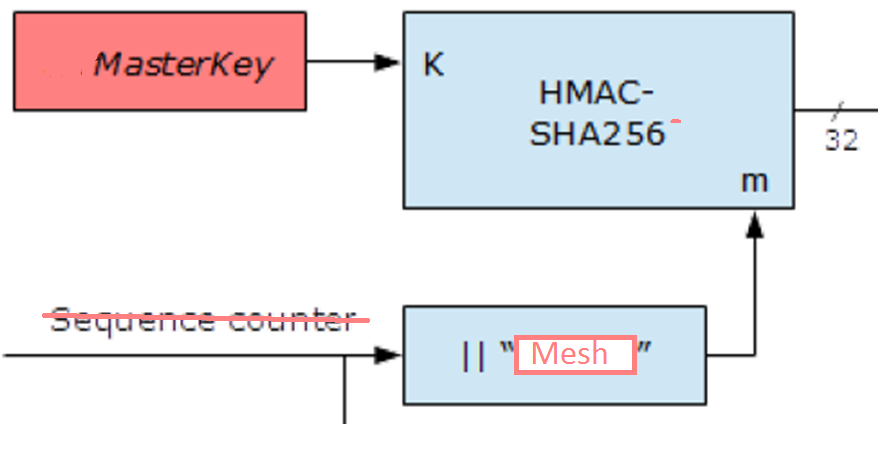 MasterKey
K
HMAC-
SHA256
32
m
Sequence counter
|| “Mesh”